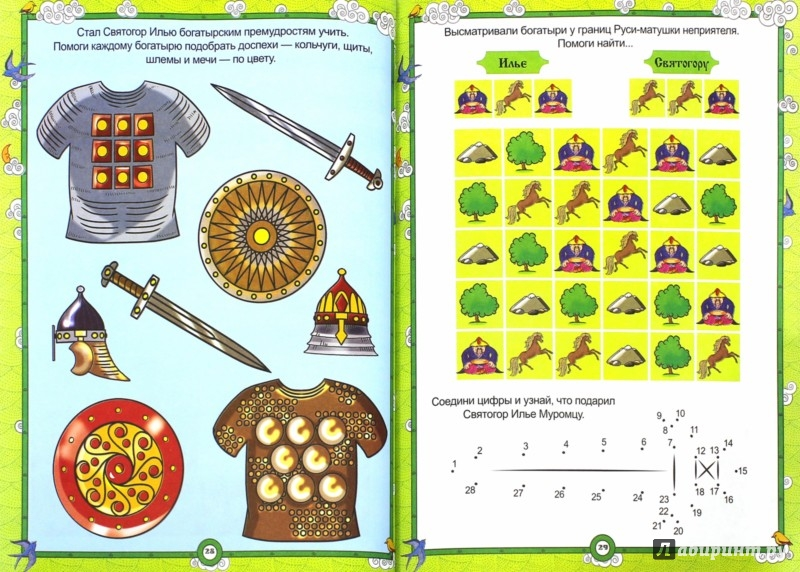 Стал Святогор Илью богатырским премудростям учить.
Помоги каждому богатырю подобрать доспехи — кольчуги, щиты,
шлемы и мечи — по цвету.
28
Высматривали богатыри у границ Руси-матушки неприятеля.
Помоги найти...
Илье
Святогору
Соедини цифры и узнай, что подарил
Святогор Илье Муромцу.
9 10
8 11
1 2 3 4 5 6 7 12 13 14
15
28 27 26 25 24 23 18 17 16
22 19
21 20
29
Лабиринт.ру